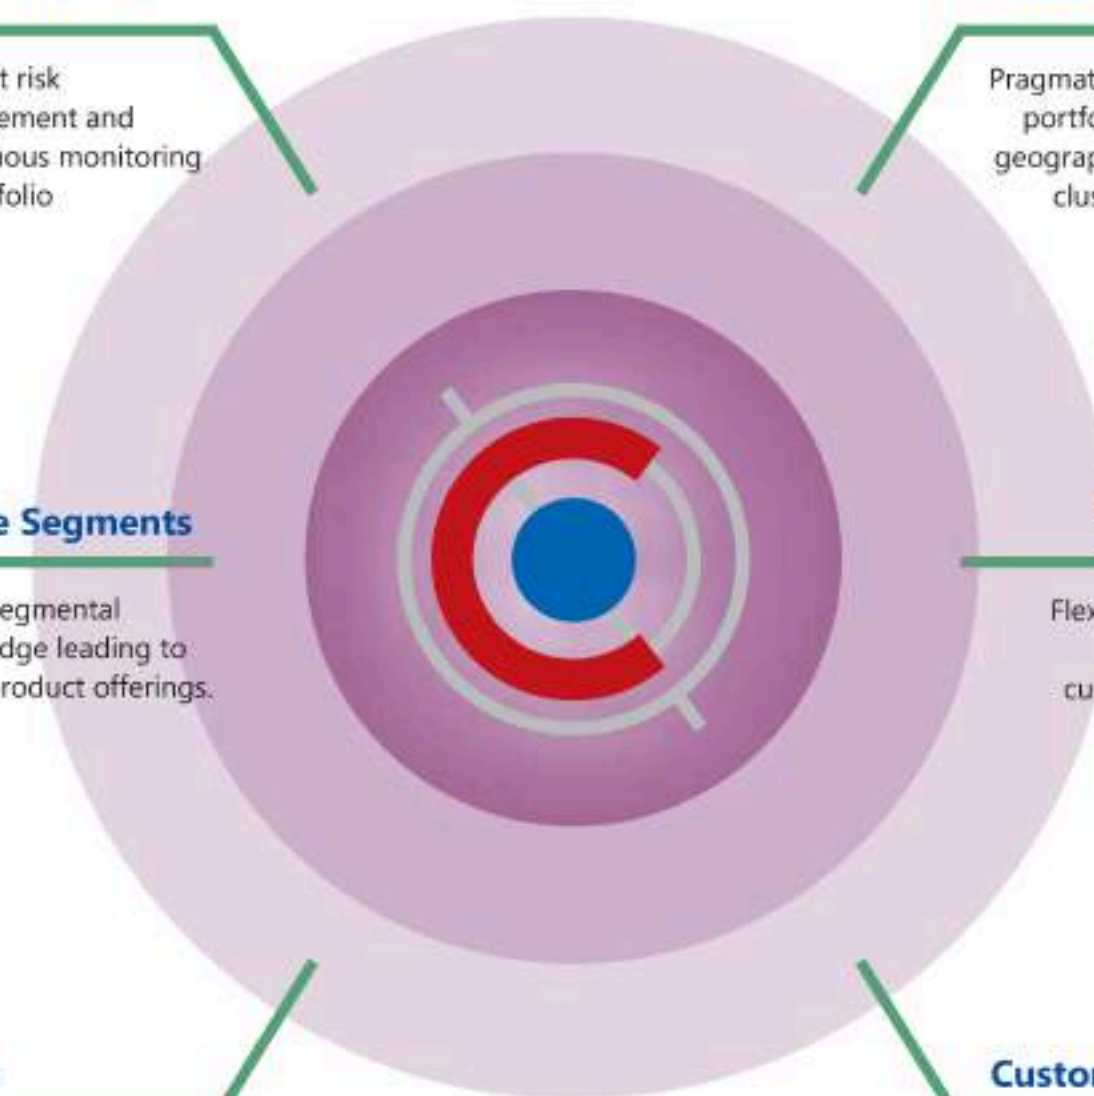 t risk
ement and
uous monitoring
folio
Pragmat
portfo
geograp
clus
e Segments
egmental
dge leading to
roduct offerings.
Flex
cu
Custor